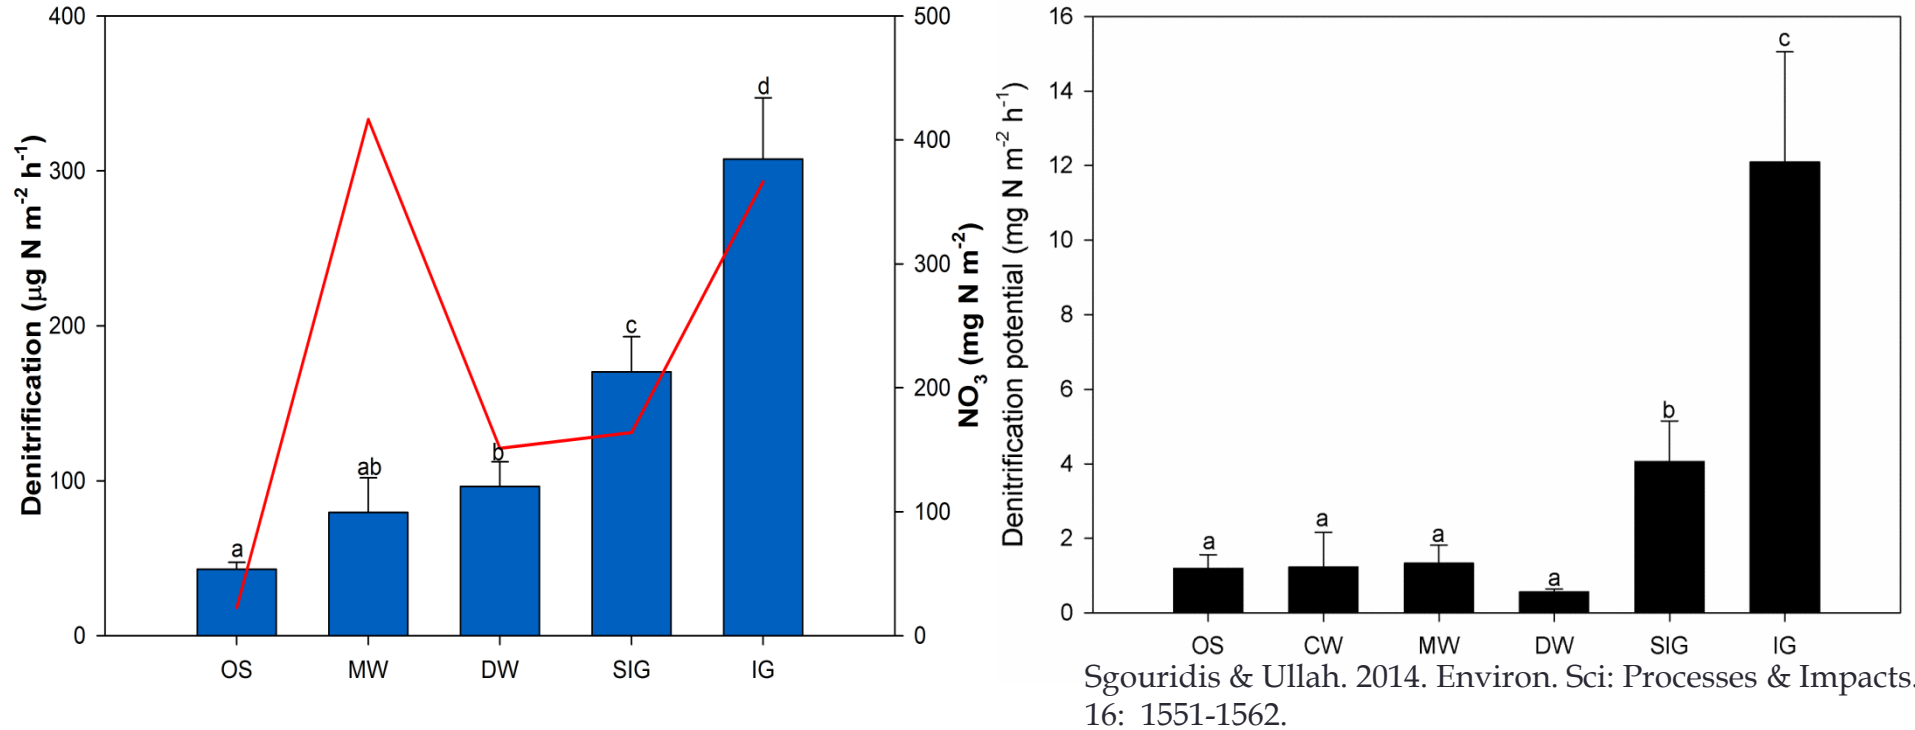 400
300
200
100
0
Denitrification (μg N m-2 h-1)
500
400
300
200
100
0
NO3 (mg N m-2)
a
ab
b
c
d
OS MW DW SIG IG
16
14
12
10
8
6
4
2
0
Denitrification potential (mg N m-2 h-1)
a
a
a
a
b
c
OS CW MW DW SIG IG
Sgouridis & Ullah. 2014. Environ. Sci: Processes & Impacts.
16: 1551-1562.